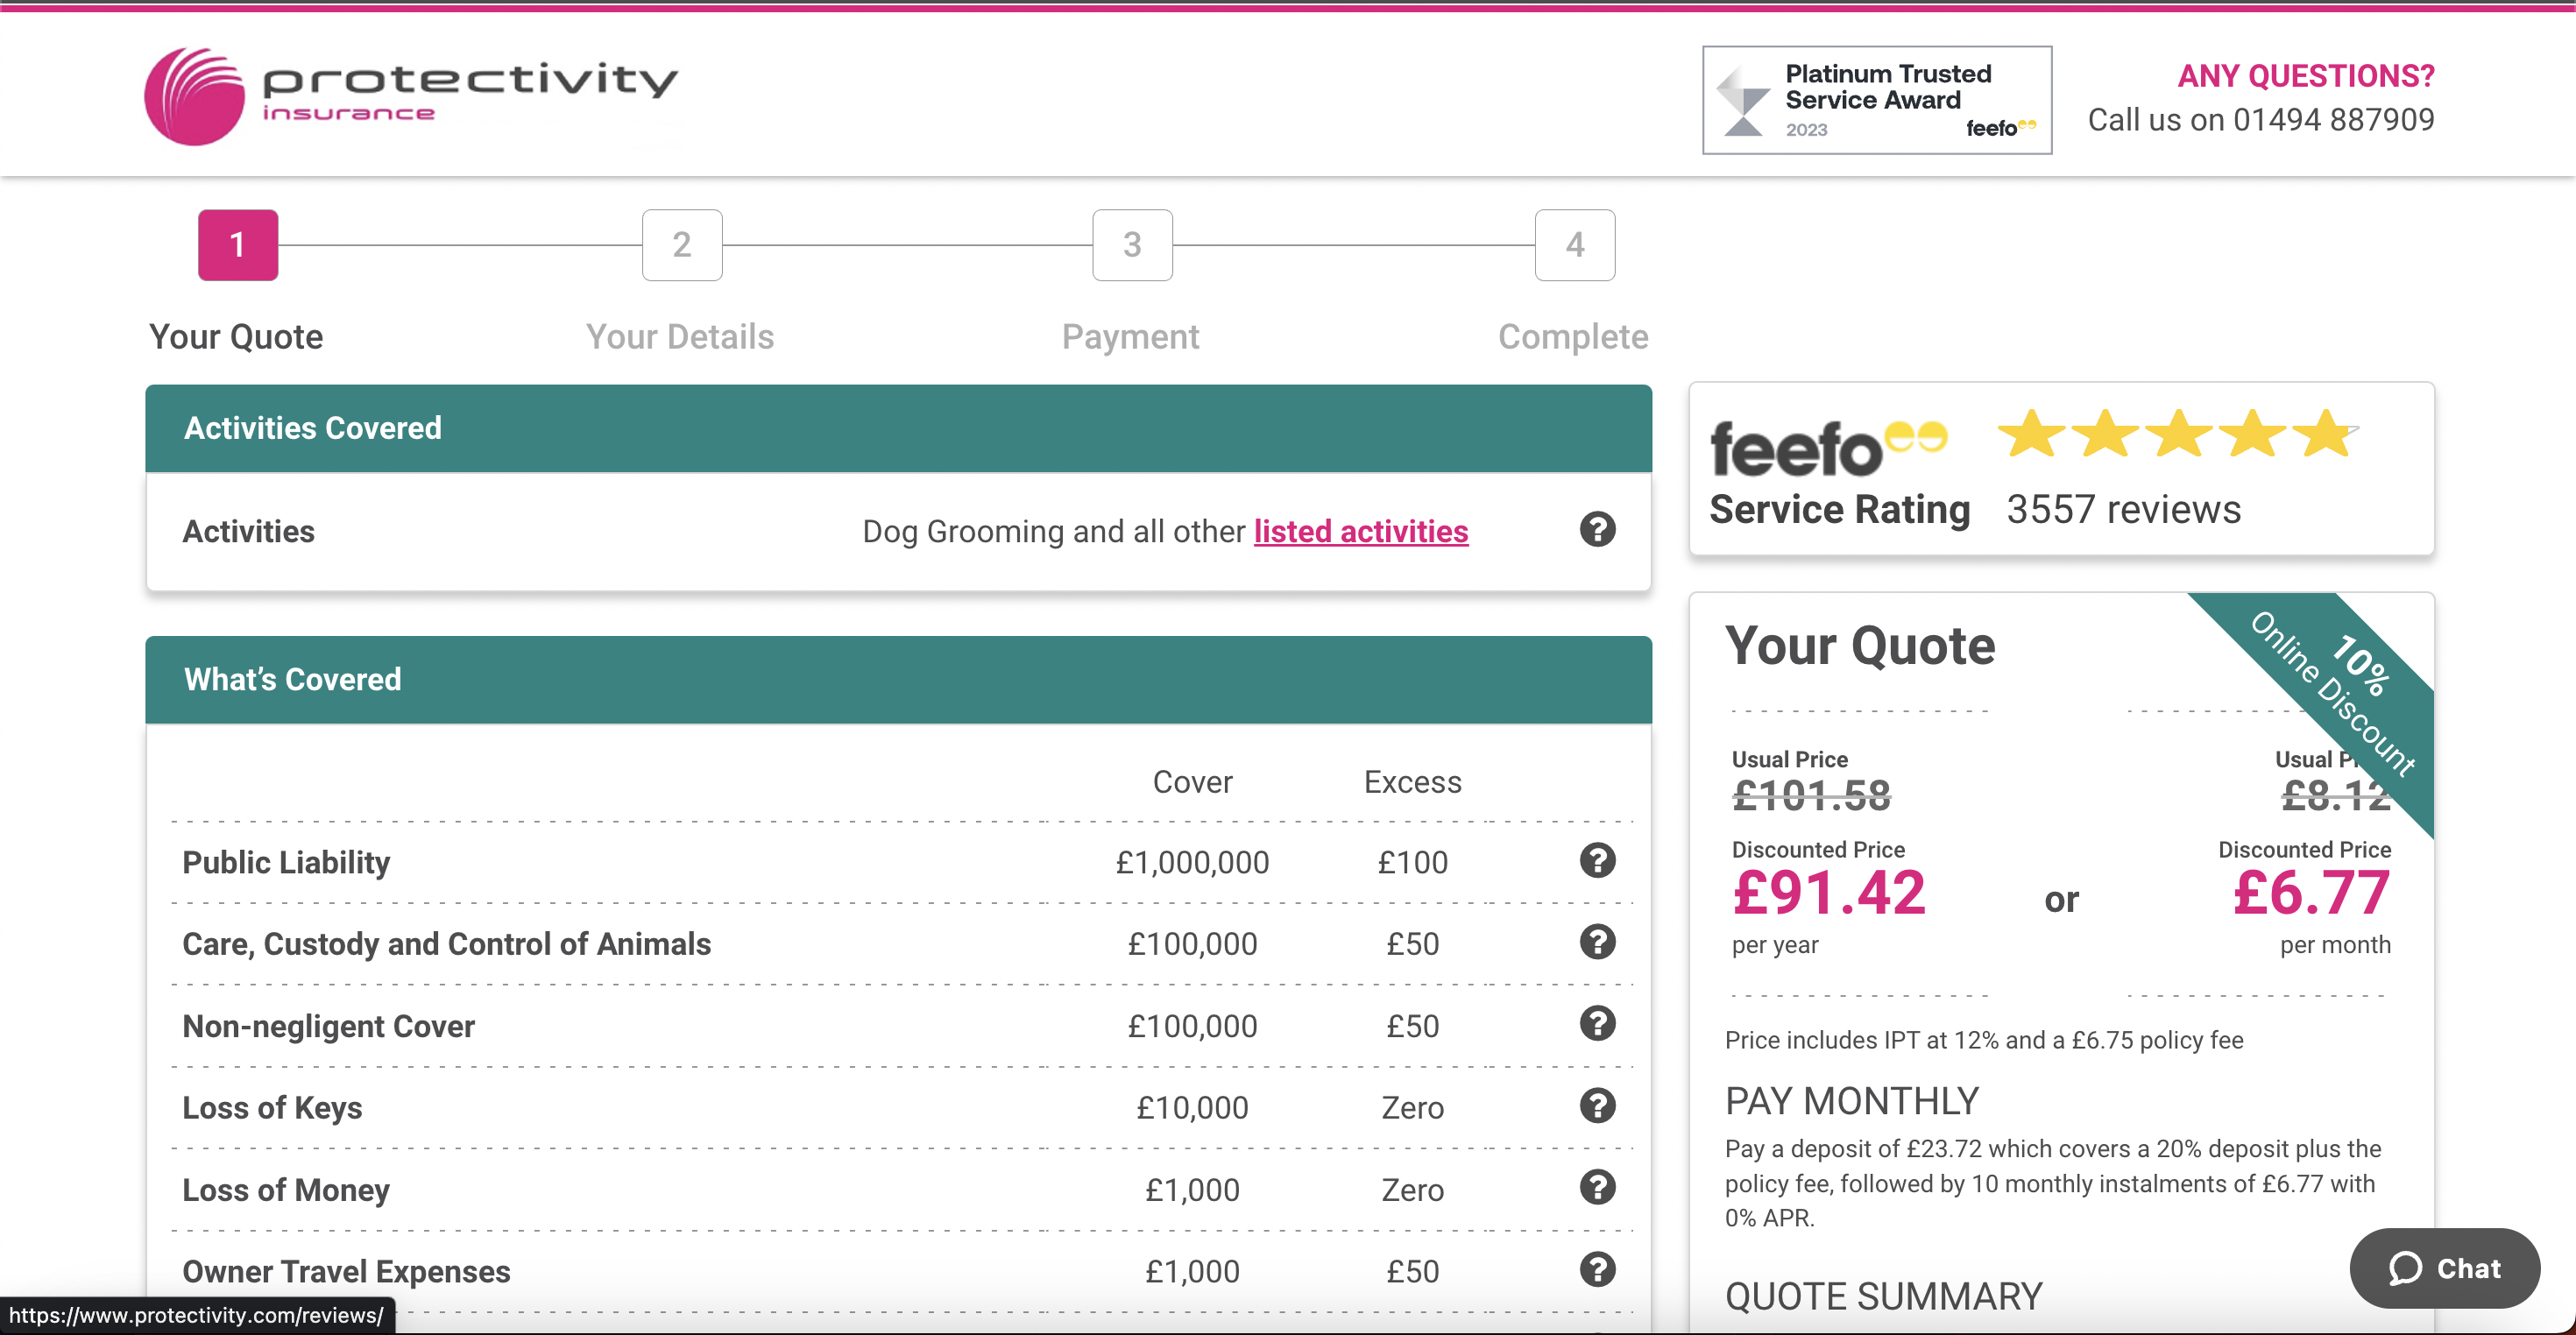 protectivity
insurance
Platinum Trusted
Service Award
2023
feefo
ANY QUESTIONS?
Call us on 01494 887909
1
2
3
4
Your Quote
Your Details
Payment
Complete
Activities Covered
Activities
Dog Grooming and all other listed activities
?
What's Covered
Cover Excess
Public Liability £1,000,000 £100 ?
Care, Custody and Control of Animals £100,000 £50 ?
Non-negligent Cover £100,000 £50 ?
Loss of Keys £10,000 Zero ?
Loss of Money £1,000 Zero ?
Owner Travel Expenses £1,000 £50 ?
feefo
Service Rating 3557 reviews
Your Quote
10%
Online Discount
Usual Price
£101.58
Discounted Price
£91.42
per year
or
Usual P
£8.12
Discounted Price
£6.77
per month
Price includes IPT at 12% and a £6.75 policy fee
PAY MONTHLY
Pay a deposit of £23.72 which covers a 20% deposit plus the
policy fee, followed by 10 monthly instalments of £6.77 with
0% APR.
QUOTE SUMMARY
Chat
https://www.protectivity.com/reviews/